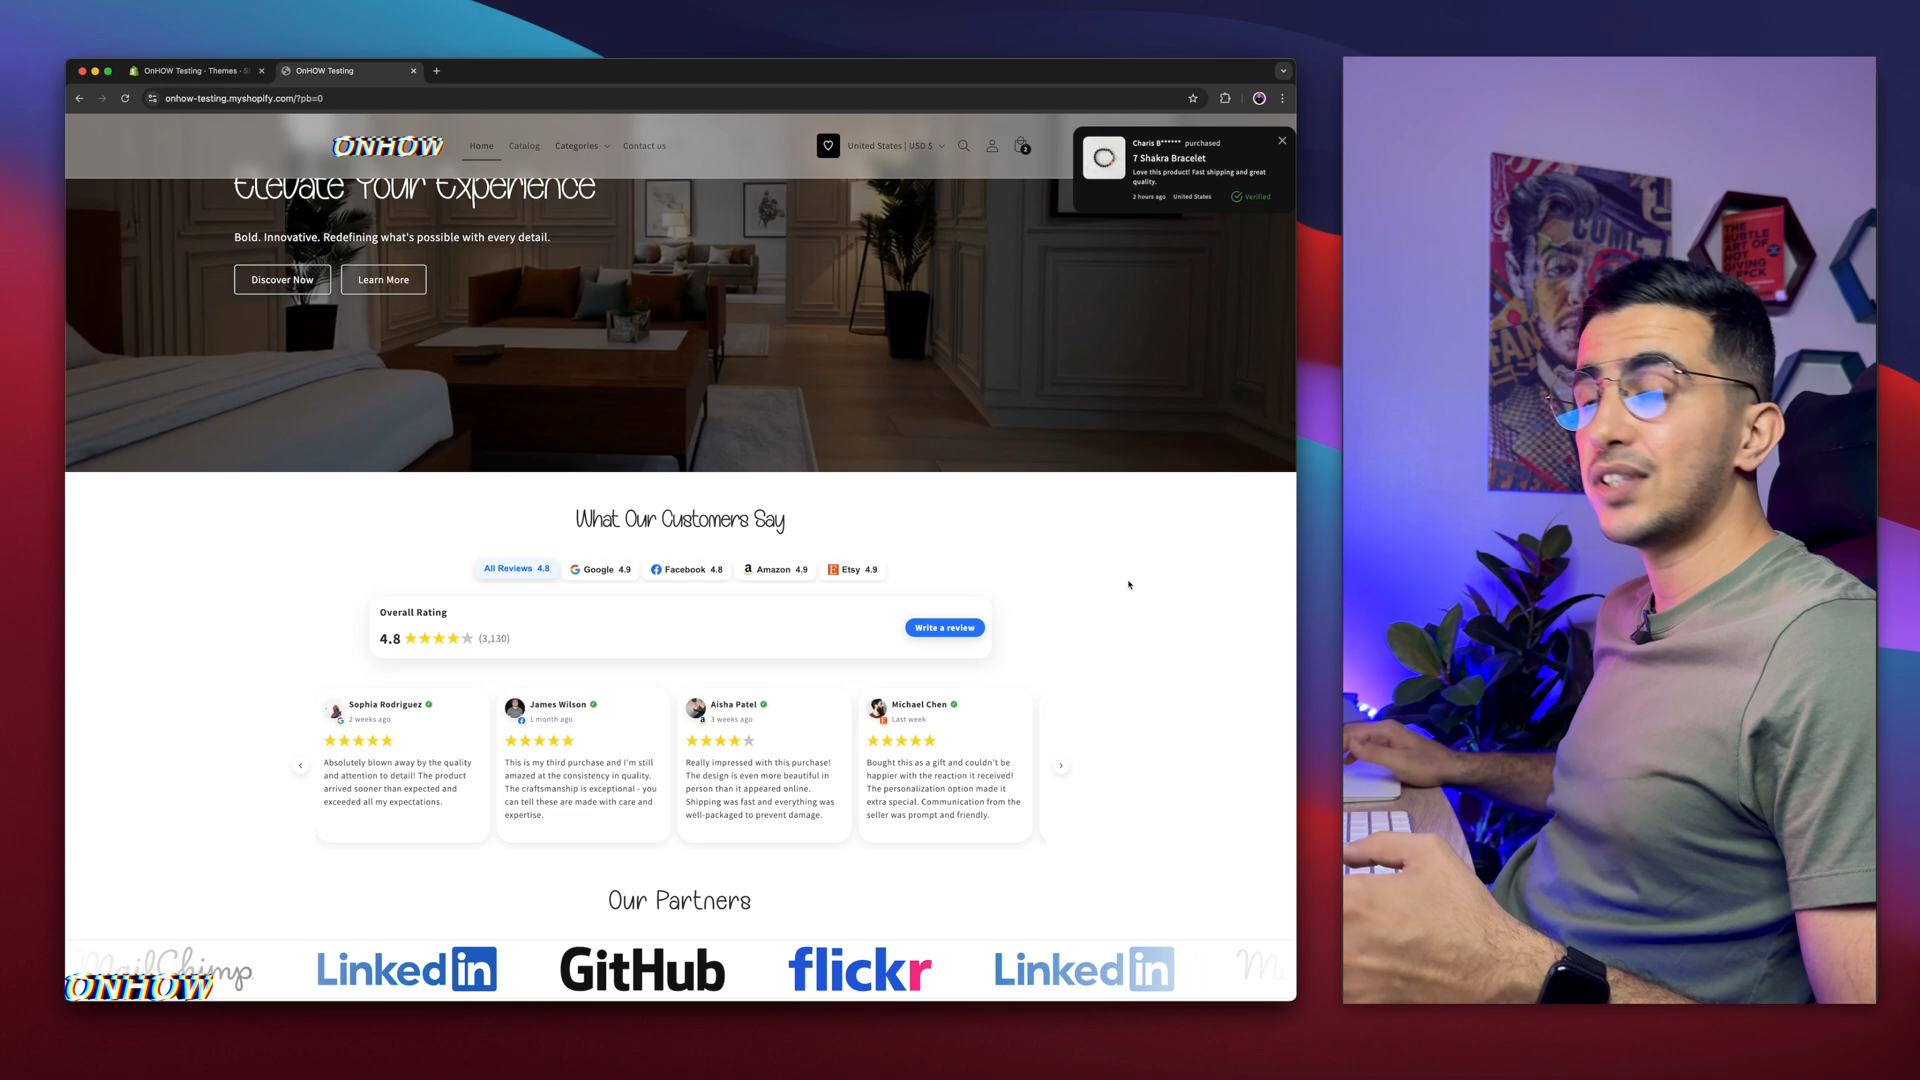 OnHOW Testing · Themes · S
OnHOW Testing
onhow-testing.myshopify.com/?pb=0
ONHOW
Home
Catalog
Categories
Contact us
United States | USD $
2
Charis B****** purchased
7 Shakra Bracelet
Love this product! Fast shipping and great
quality.
2 hours ago
United States
Verified
Elevate Your Experience
Bold. Innovative. Redefining what's possible with every detail.
Discover Now
Learn More
What Our Customers Say
All Reviews 4.8
Google 4.9
Facebook 4.8
Amazon 4.9
Etsy 4.9
Overall Rating
4.8 (3,130)
Write a review
Sophia Rodriguez
2 weeks ago
Absolutely blown away by the quality
and attention to detail! The product
arrived sooner than expected and
exceeded all my expectations.
James Wilson
1 month ago
This is my third purchase and I'm still
amazed at the consistency in quality.
The craftsmanship is exceptional - you
can tell these are made with care and
expertise.
Aisha Patel
3 weeks ago
Really impressed with this purchase!
The design is even more beautiful in
person than it appeared online.
Shipping was fast and everything was
well-packaged to prevent damage.
Michael Chen
Last week
Bought this as a gift and couldn't be
happier with the reaction it received!
The personalization option made it
extra special. Communication from the
seller was prompt and friendly.
Our Partners
MailChimp
LinkedIn
GitHub
flickr
LinkedIn
ONHOW
COME
FAN
THE
SUBTLE
ART OF
NOT
GIVING
A F*CK